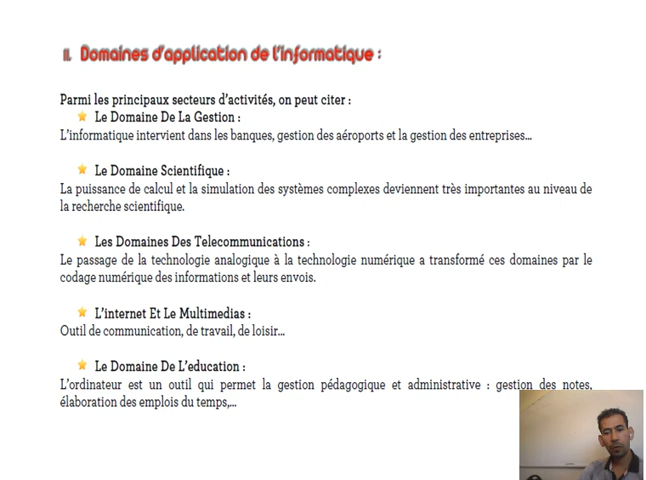 II. Domaines d'application de l'informatique :
Parmi les principaux secteurs d'activités, on peut citer :
Le Domaine De La Gestion :
L'informatique intervient dans les banques, gestion des aéroports et la gestion des entreprises...
Le Domaine Scientifique :
La puissance de calcul et la simulation des systèmes complexes deviennent très importantes au niveau de
la recherche scientifique.
Les Domaines Des Telecommunications :
Le passage de la technologie analogique à la technologie numérique a transformé ces domaines par le
codage numérique des informations et leurs envois.
L'internet Et Le Multimedias :
Outil de communication, de travail, de loisir...
Le Domaine De L'education :
L'ordinateur est un outil qui permet la gestion pédagogique et administrative : gestion des notes,
élaboration des emplois du temps,...